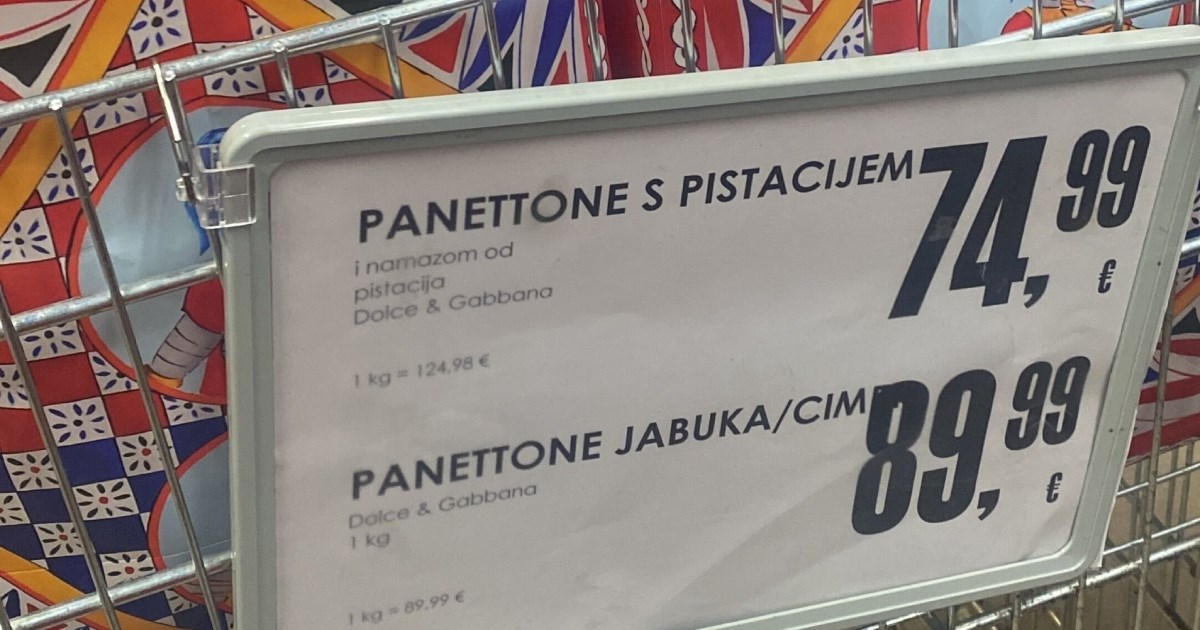 PANETTONE S PISTACIJEM 74,99 €
i namazom od
pistacija
Dolce & Gabbana
1 kg = 124,98 €
PANETTONE JABUKA/CIM 89,99 €
Dolce & Gabbana
1 kg
1 kg = 89.99 €